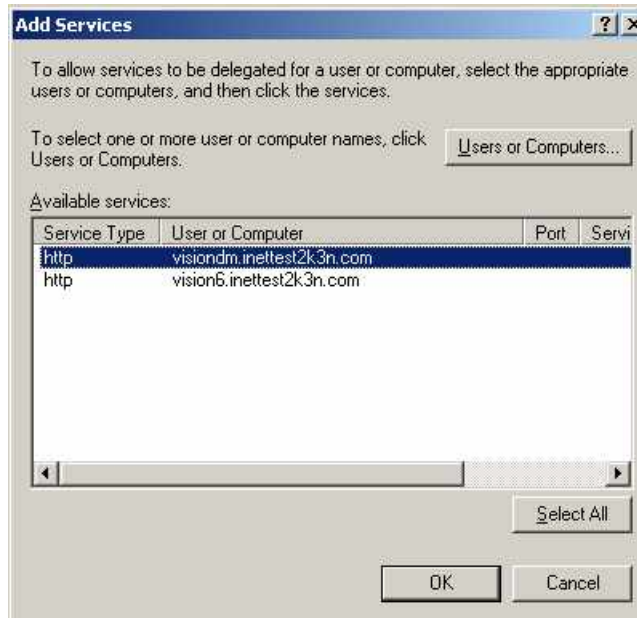 Add Services
To allow services to be delegated for a user or computer, select the appropriate
users or computers, and then click the services.
To select one or more user or computer names, click
Users or Computers.
Users or Computers...
Available services:
Service Type User or Computer Port Servi
http visiondm.inettest2k3n.com
http vision6.inettest2k3n.com
Select All
OK Cancel